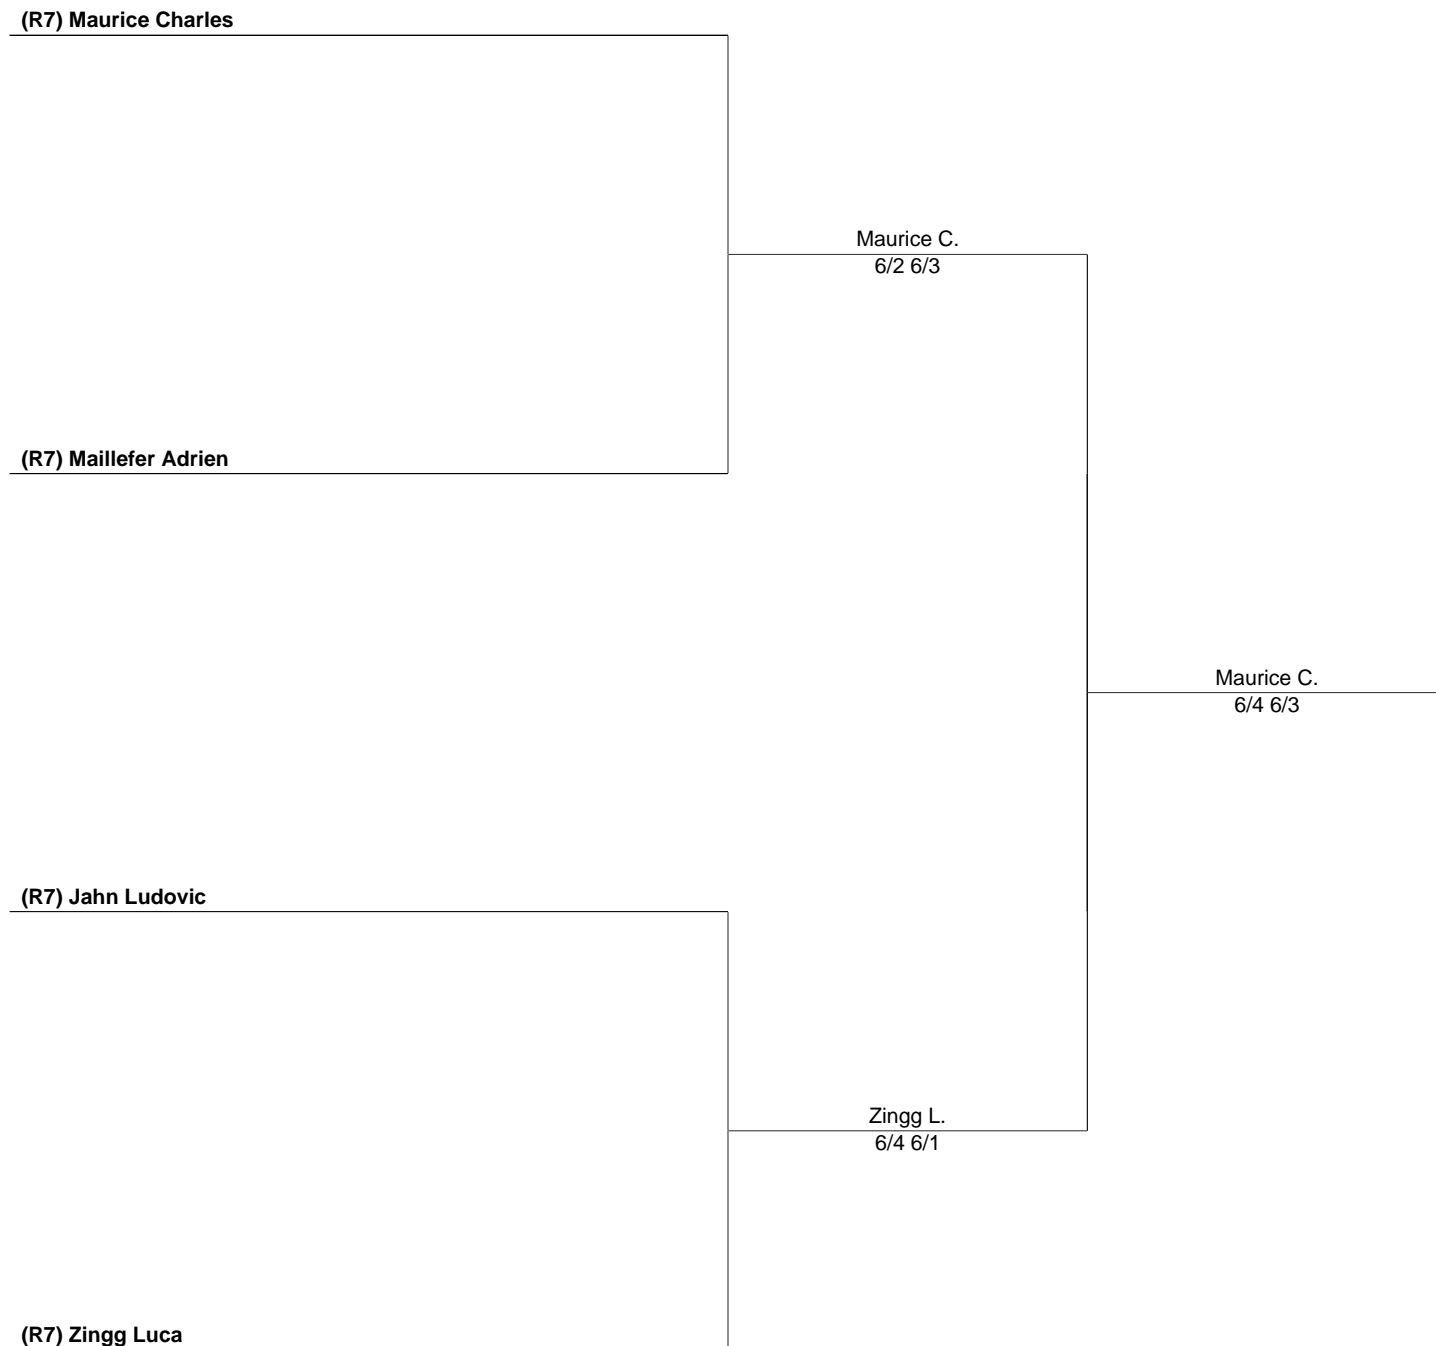 (R7) Maurice Charles
Maurice C.
6/2 6/3
(R7) Maillefer Adrien
Maurice C.
6/4 6/3
(R7) Jahn Ludovic
Zingg L.
6/4 6/1
(R7) Zingg Luca